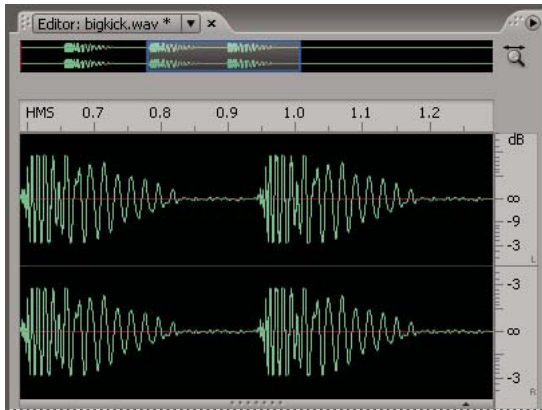 Editor: bigkick.wav *
HMS 0.7 0.8 0.9 1.0 1.1 1.2
dB
∞
-9
-3
L
-3
∞
-3
R